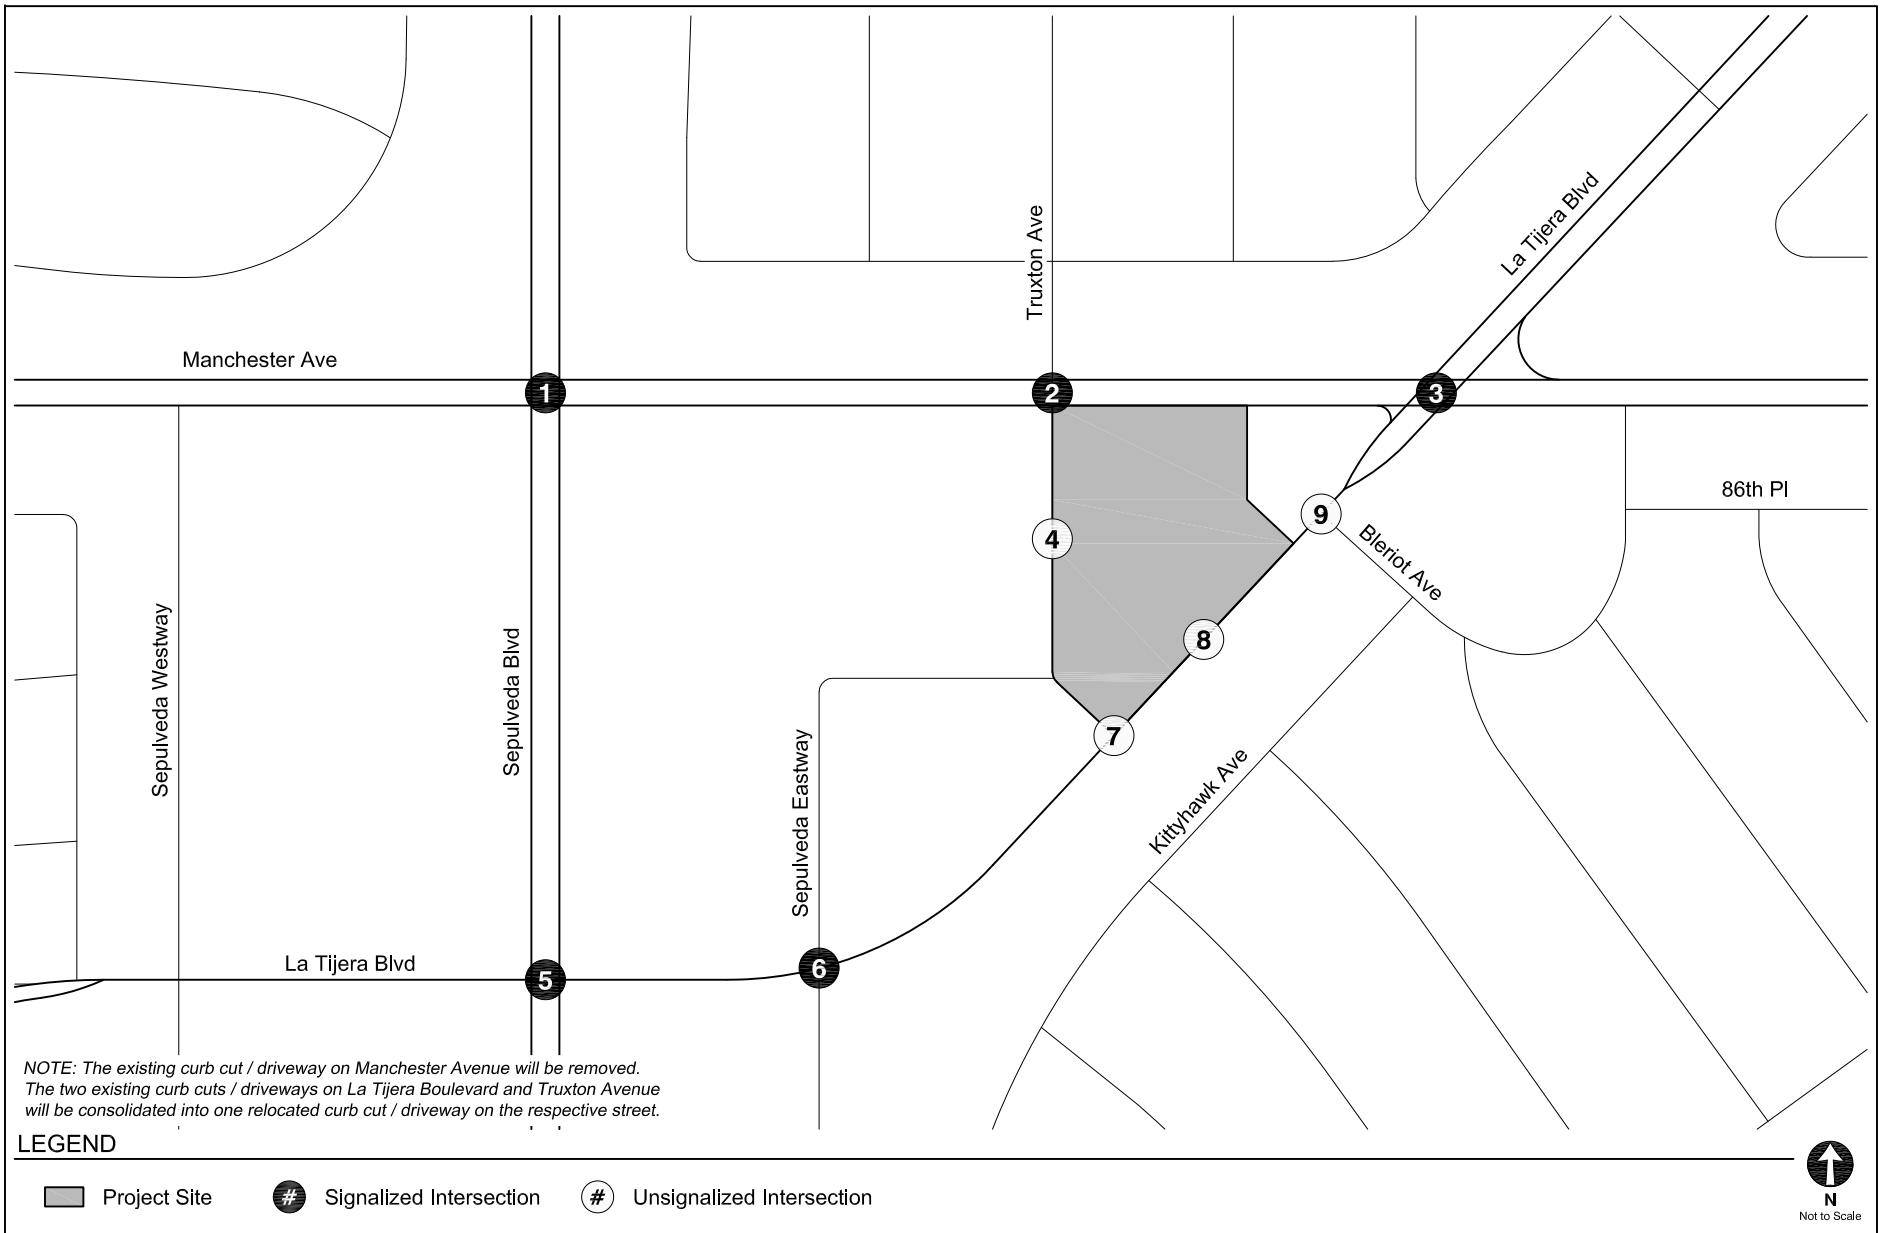 La Tijera Blvd
Truxton Ave
Manchester Ave
1
2
3
86th Pl
9
4
Bleriot Ave
Sepulveda Westway
Sepulveda Blvd
8
7
Sepulveda Eastway
Kittyhawk Ave
La Tijera Blvd
5
6
NOTE: The existing curb cut / driveway on Manchester Avenue will be removed.
The two existing curb cuts / driveways on La Tijera Boulevard and Truxton Avenue
will be consolidated into one relocated curb cut / driveway on the respective street.
LEGEND
Project Site
# Signalized Intersection
# Unsignalized Intersection
N
Not to Scale